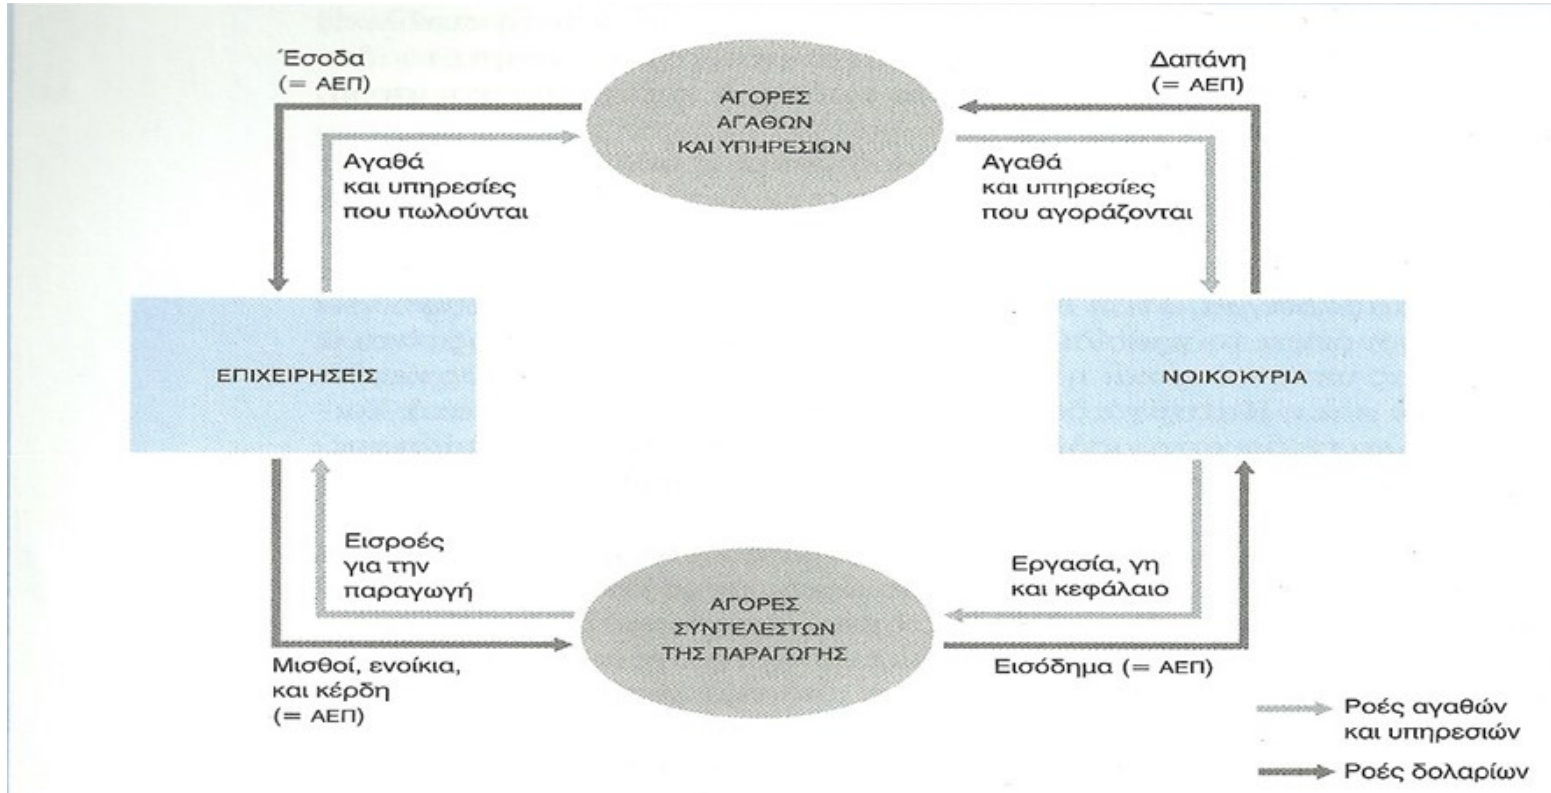 Έσοδα
(= ΑΕΠ)
Δαπάνη
(= ΑΕΠ)
ΑΓΟΡΕΣ
ΑΓΑΘΩΝ
ΚΑΙ ΥΠΗΡΕΣΙΩΝ
Αγαθά
και υπηρεσίες
που πωλούνται
Αγαθά
και υπηρεσίες
που αγοράζονται
ΕΠΙΧΕΙΡΗΣΕΙΣ
ΝΟΙΚΟΚΥΡΙΑ
Εισροές
για την
παραγωγή
Εργασία, γη
και κεφάλαιο
ΑΓΟΡΕΣ
ΣΥΝΤΕΛΕΣΤΩΝ
ΤΗΣ ΠΑΡΑΓΩΓΗΣ
Μισθοί, ενοίκια,
και κέρδη
(= ΑΕΠ)
Εισόδημα (= ΑΕΠ)
Ροές αγαθών
και υπηρεσιών
Ροές δολαρίων